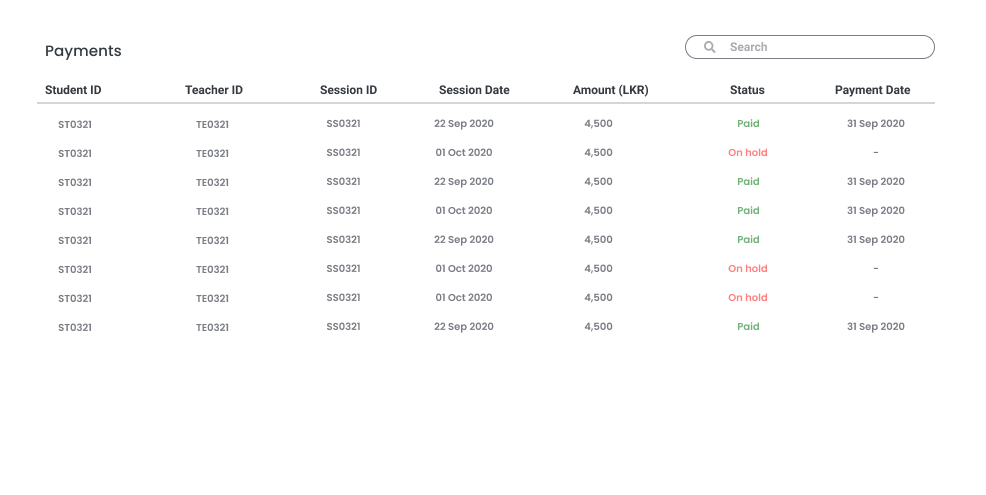 Payments
Search
Student ID Teacher ID Session ID Session Date Amount (LKR) Status Payment Date
ST0321 TE0321 SS0321 22 Sep 2020 4,500 Paid 31 Sep 2020
ST0321 TE0321 SS0321 01 Oct 2020 4,500 On hold -
ST0321 TE0321 SS0321 22 Sep 2020 4,500 Paid 31 Sep 2020
ST0321 TE0321 SS0321 01 Oct 2020 4,500 Paid 31 Sep 2020
ST0321 TE0321 SS0321 22 Sep 2020 4,500 Paid 31 Sep 2020
ST0321 TE0321 SS0321 01 Oct 2020 4,500 On hold -
ST0321 TE0321 SS0321 01 Oct 2020 4,500 On hold -
ST0321 TE0321 SS0321 22 Sep 2020 4,500 Paid 31 Sep 2020